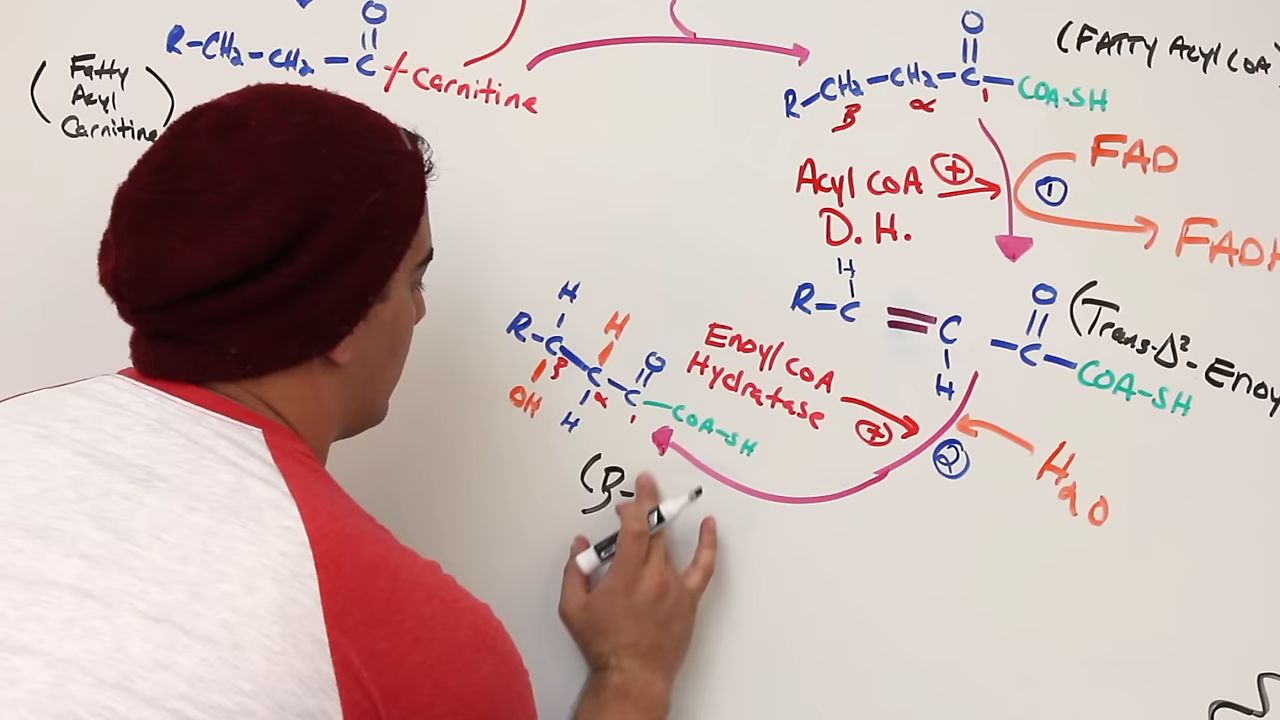 O
R-CH2-CH2-C-Carnitine
(Fatty
Acyl
Carnitine
O
(FATTY Acyl CoA
R-CH2-CH2-C-COA-SH
β α 1
Acyl CoA + FAD
D.H. 1
FADH
H
R-C=C-C-COA-SH
O
H
(Trans-Δ²-Enoy
H H
R-C-C-C-COA-SH
O
β α 1
OH H
Enoyl CoA
Hydratase +
2
H2O
(β-